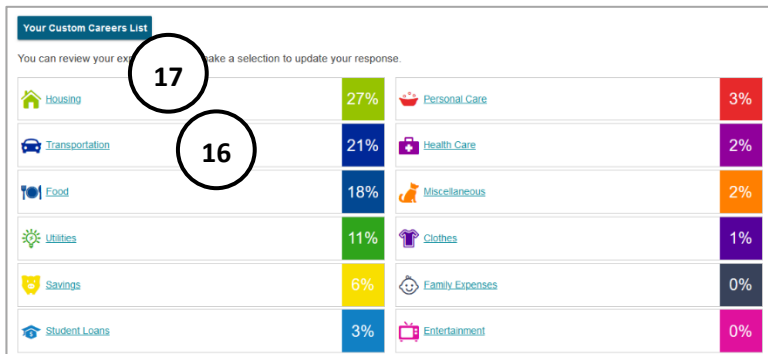 Your Custom Careers List
You can review your ake a selection to update your response.
17
Housing 27% Personal Care 3%
16
Transportation 21% Health Care 2%
Food 18% Miscellaneous 2%
Utilities 11% Clothes 1%
Savings 6% Family Expenses 0%
Student Loans 3% Entertainment 0%